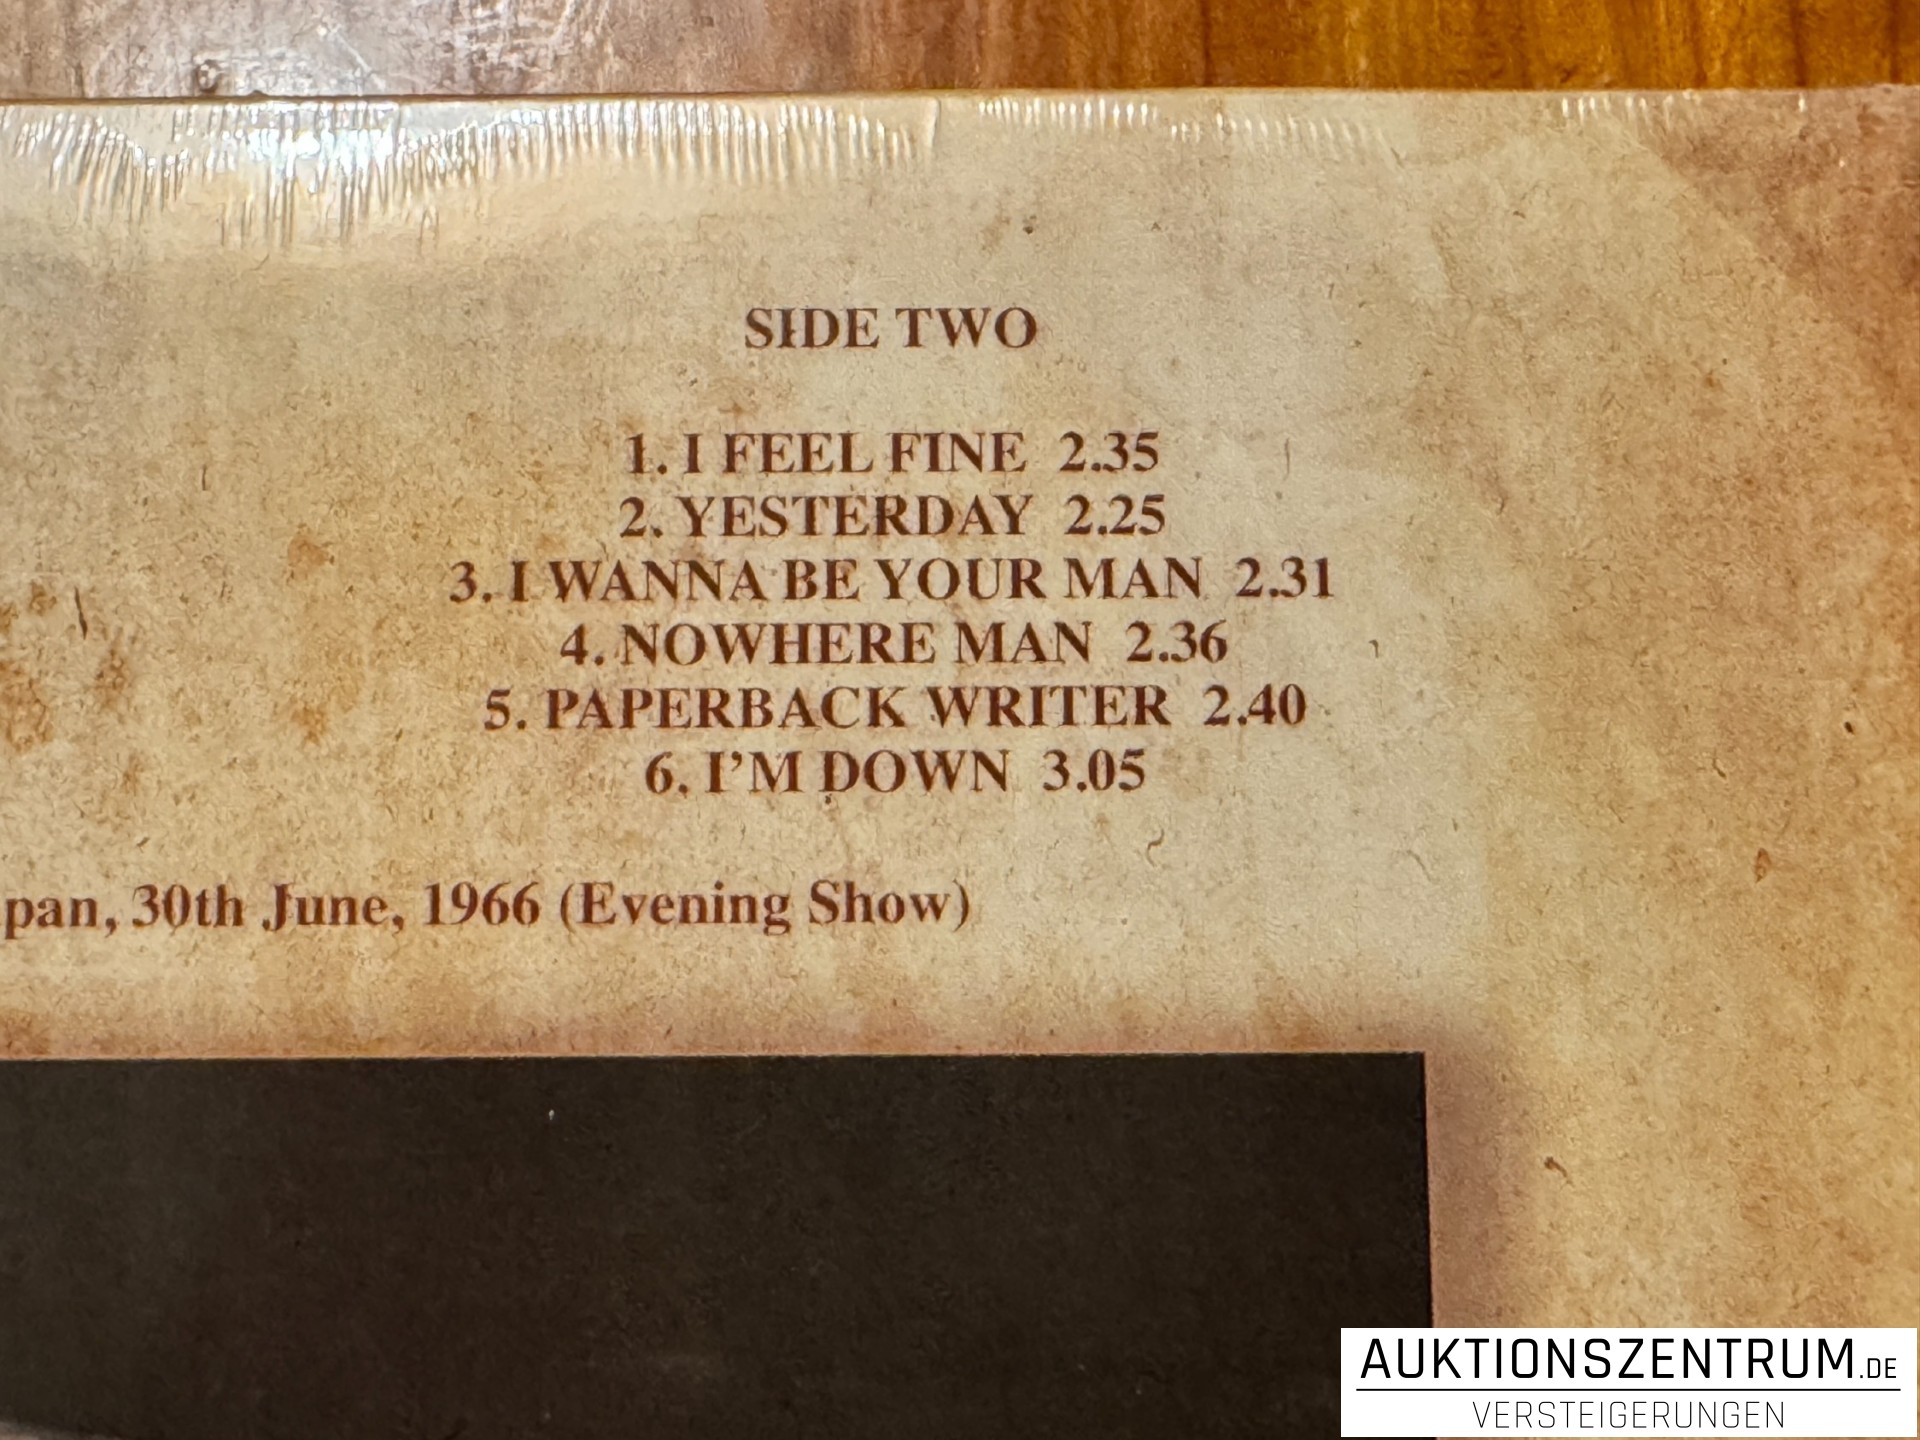 SIDE TWO
1. I FEEL FINE 2.35
2. YESTERDAY 2.25
3. I WANNA BE YOUR MAN 2.31
4. NOWHERE MAN 2.36
5. PAPERBACK WRITER 2.40
6. I'M DOWN 3.05
pan, 30th June, 1966 (Evening Show)
AUKTIONSZENTRUM.DE
VERSTEIGERUNGEN